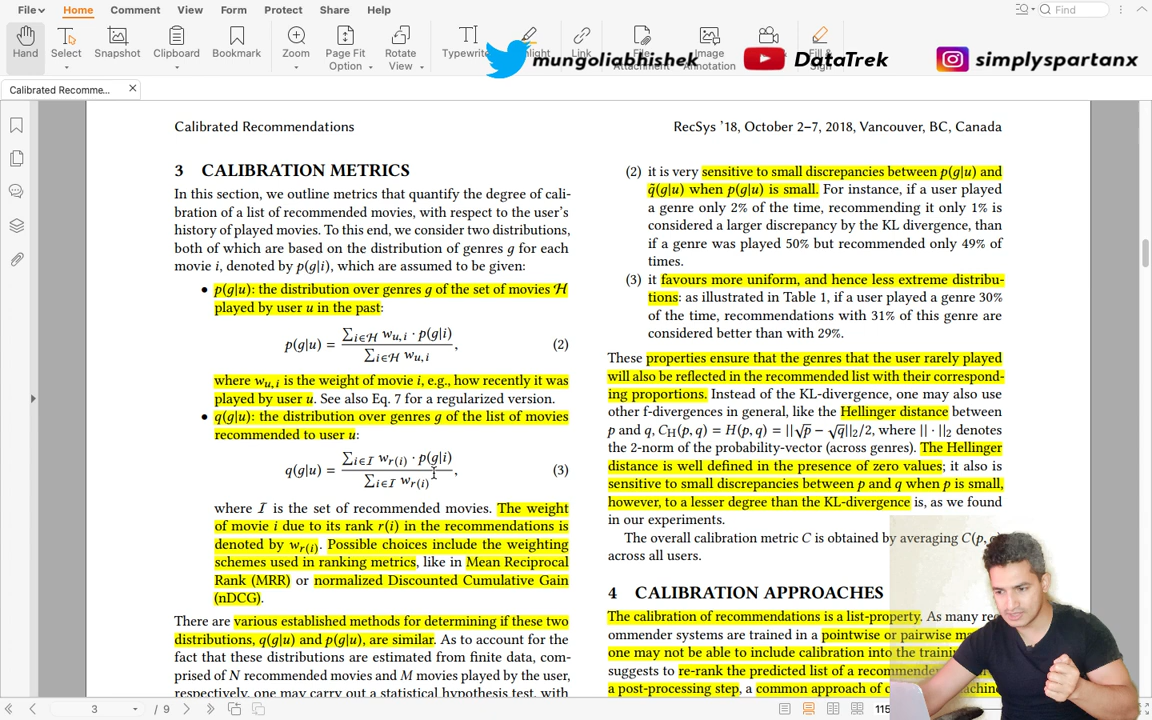 File Home Comment View Form Protect Share Help Find
Hand Select Snapshot Clipboard Bookmark Zoom Page Fit Option Rotate View Link Image Annotation
mungoliabhishek DataTrek simplyspartanx
Calibrated Recomme...
Calibrated Recommendations
3 CALIBRATION METRICS
In this section, we outline metrics that quantify the degree of cali-
bration of a list of recommended movies, with respect to the user's
history of played movies. To this end, we consider two distributions,
both of which are based on the distribution of genres g for each
movie i, denoted by p(g|i), which are assumed to be given:
• p(g|u): the distribution over genres g of the set of movies ℋ
played by user u in the past:
p(g|u) = ∑i∈ℋ wu,i · p(g|i) / ∑i∈ℋ wu,i , (2)
where wu,i is the weight of movie i, e.g., how recently it was
played by user u. See also Eq. 7 for a regularized version.
• q(g|u): the distribution over genres g of the list of movies
recommended to user u:
q(g|u) = ∑i∈I wr(i) · p(g|i) / ∑i∈I wr(i) , (3)
where I is the set of recommended movies. The weight
of movie i due to its rank r(i) in the recommendations is
denoted by wr(i). Possible choices include the weighting
schemes used in ranking metrics, like in Mean Reciprocal
Rank (MRR) or normalized Discounted Cumulative Gain
(nDCG).
There are various established methods for determining if these two
distributions, q(g|u) and p(g|u), are similar. As to account for the
fact that these distributions are estimated from finite data, com-
prised of N recommended movies and M movies played by the user,
respectively, one may carry out a statistical hypothesis test, with
RecSys '18, October 2–7, 2018, Vancouver, BC, Canada
(2) it is very sensitive to small discrepancies between p(g|u) and
q̃(g|u) when p(g|u) is small. For instance, if a user played
a genre only 2% of the time, recommending it only 1% is
considered a larger discrepancy by the KL divergence, than
if a genre was played 50% but recommended only 49% of
times.
(3) it favours more uniform, and hence less extreme distribu-
tions: as illustrated in Table 1, if a user played a genre 30%
of the time, recommendations with 31% of this genre are
considered better than with 29%.
These properties ensure that the genres that the user rarely played
will also be reflected in the recommended list with their correspond-
ing proportions. Instead of the KL-divergence, one may also use
other f-divergences in general, like the Hellinger distance between
p and q, CH(p, q) = H(p, q) = ||√p − √q||2/2, where || · ||2 denotes
the 2-norm of the probability-vector (across genres). The Hellinger
distance is well defined in the presence of zero values; it also is
sensitive to small discrepancies between p and q when p is small,
however, to a lesser degree than the KL-divergence is, as we found
in our experiments.
The overall calibration metric C is obtained by averaging C(p,
across all users.
4 CALIBRATION APPROACHES
The calibration of recommendations is a list-property. As many
ommender systems are trained in a pointwise or pairwise
one may not be able to include calibration into the
suggests to re-rank the predicted list of a
a post-processing step, a common approach of
3 / 9